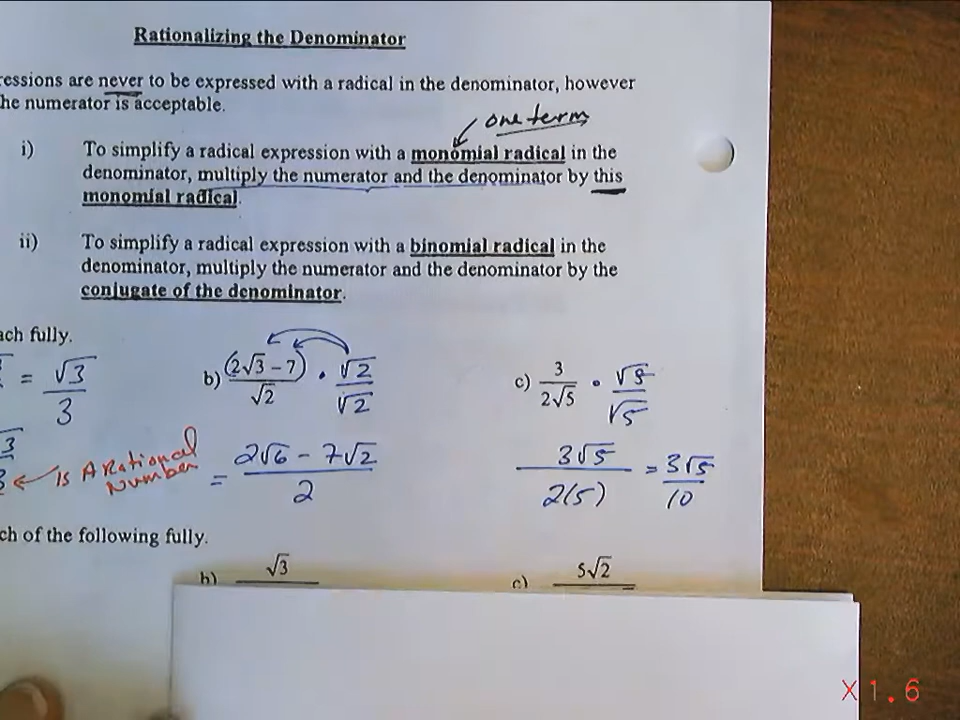 Rationalizing the Denominator
ressions are never to be expressed with a radical in the denominator, however
he numerator is acceptable.
one term
i) To simplify a radical expression with a monomial radical in the
denominator, multiply the numerator and the denominator by this
monomial radical.
ii) To simplify a radical expression with a binomial radical in the
denominator, multiply the numerator and the denominator by the
conjugate of the denominator.
ach fully.
= √3/3
b) (2√3 – 7)/√2 · √2/√2
c) 3/(2√5) · √5/√5
√3 ← Is A Rational
Number
= (2√6 – 7√2)/2
3√5/2(5) = 3√5/10
ch of the following fully.
b) √3
c) 5√2
X1.6